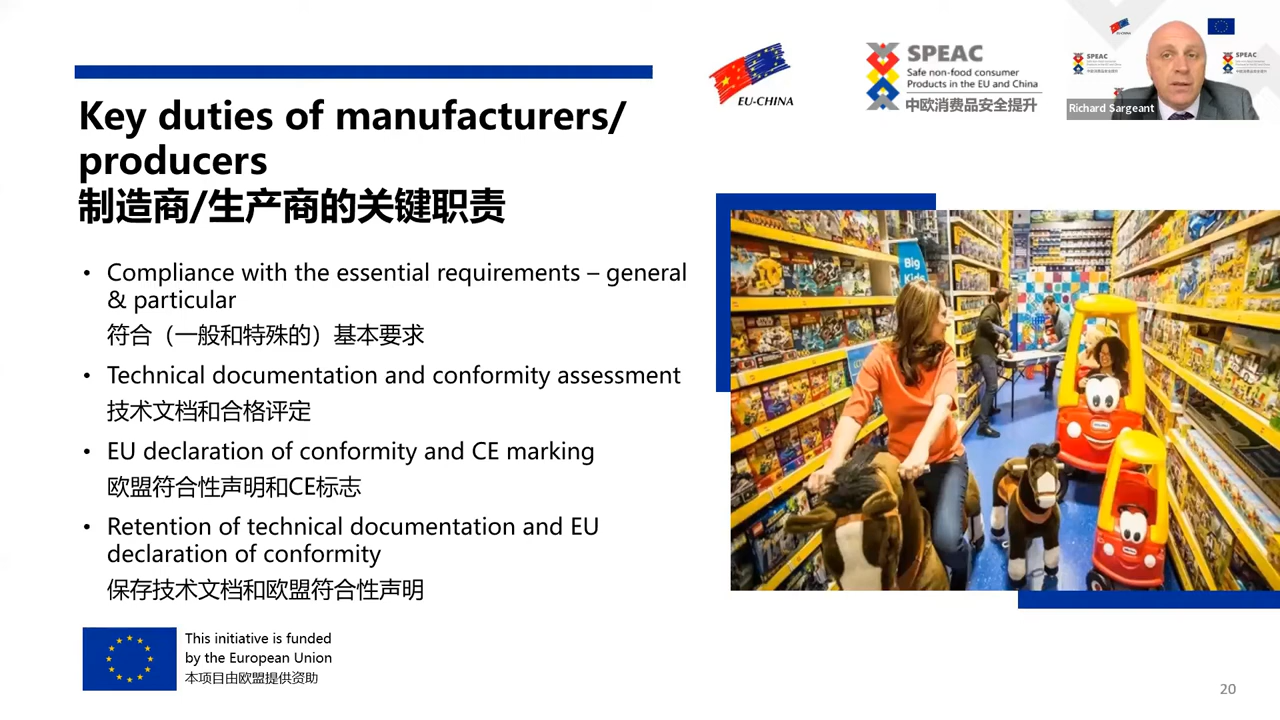 EU-CHINA
SPEAC
Safe non-food consumer
Products in the EU and China
中欧消费品安全提升
SPEAC
SPEAC
Richard Sargeant
Key duties of manufacturers/
producers
制造商/生产商的关键职责
• Compliance with the essential requirements – general
& particular
符合（一般和特殊的）基本要求
• Technical documentation and conformity assessment
技术文档和合格评定
• EU declaration of conformity and CE marking
欧盟符合性声明和CE标志
• Retention of technical documentation and EU
declaration of conformity
保存技术文档和欧盟符合性声明
Big
Kids
This initiative is funded
by the European Union
本项目由欧盟提供资助
20